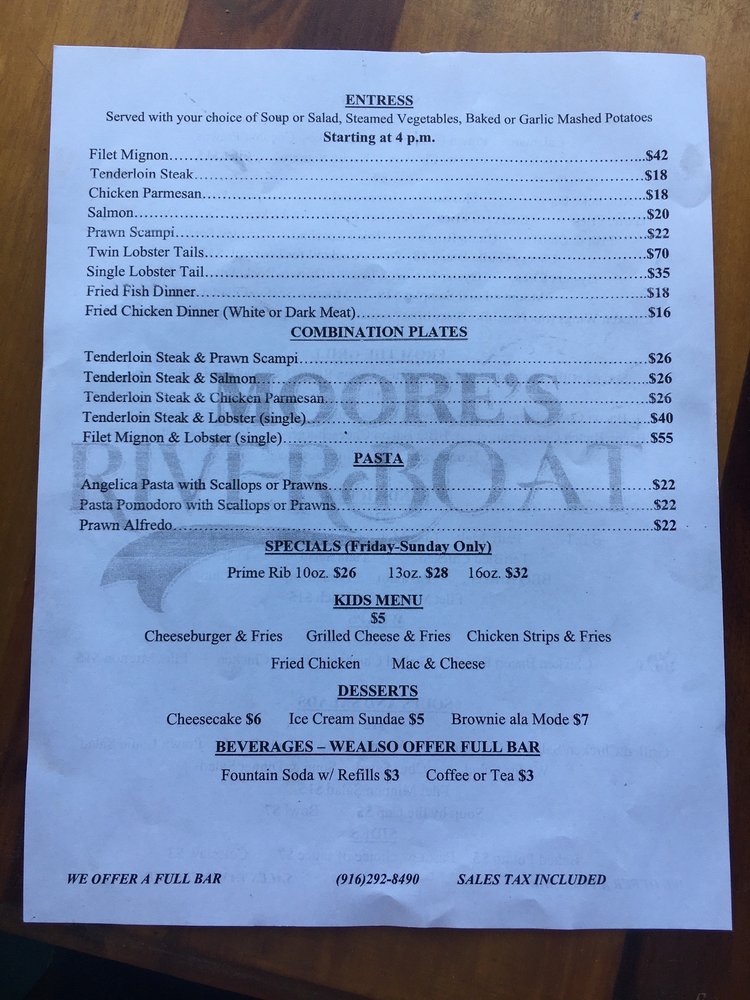 ENTRESS
Served with your choice of Soup or Salad, Steamed Vegetables, Baked or Garlic Mashed Potatoes
Starting at 4 p.m.
Filet Mignon $42
Tenderloin Steak $18
Chicken Parmesan $18
Salmon $20
Prawn Scampi $22
Twin Lobster Tails $70
Single Lobster Tail $35
Fried Fish Dinner $18
Fried Chicken Dinner (White or Dark Meat) $16
COMBINATION PLATES
Tenderloin Steak & Prawn Scampi $26
Tenderloin Steak & Salmon $26
Tenderloin Steak & Chicken Parmesan $26
Tenderloin Steak & Lobster (single) $40
Filet Mignon & Lobster (single) $55
MOORE'S
RIVERBOAT
PASTA
Angelica Pasta with Scallops or Prawns $22
Pasta Pomodoro with Scallops or Prawns $22
Prawn Alfredo $22
SPECIALS (Friday-Sunday Only)
Prime Rib 10oz. $26 13oz. $28 16oz. $32
KIDS MENU
$5
Cheeseburger & Fries Grilled Cheese & Fries Chicken Strips & Fries
Fried Chicken Mac & Cheese
DESSERTS
Cheesecake $6 Ice Cream Sundae $5 Brownie ala Mode $7
BEVERAGES – WEALSO OFFER FULL BAR
Fountain Soda w/ Refills $3 Coffee or Tea $3
WE OFFER A FULL BAR (916)292-8490 SALES TAX INCLUDED